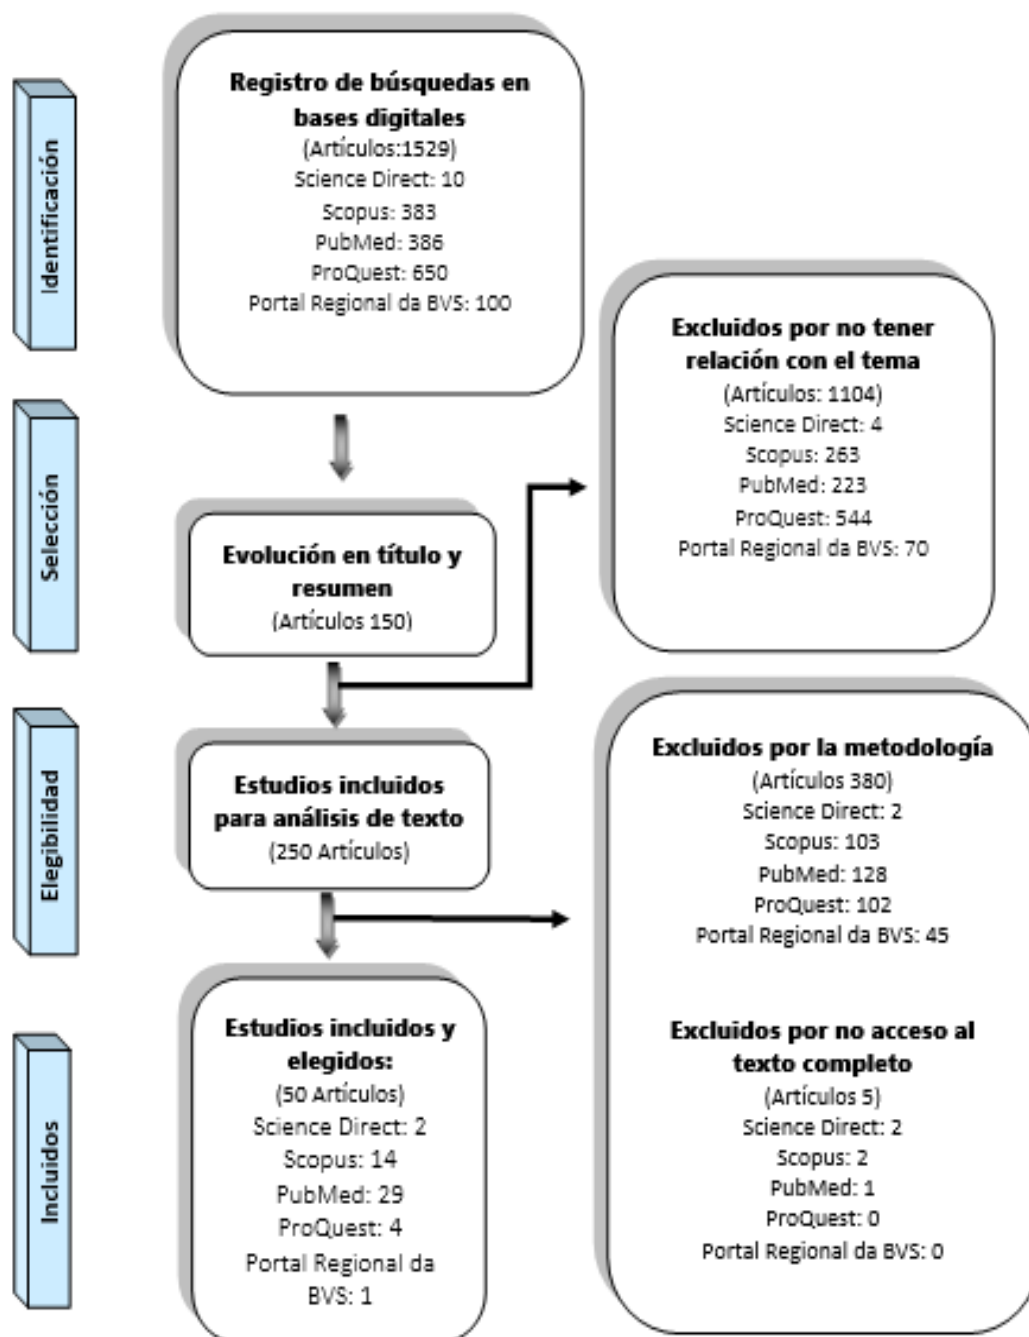 Identificación
Registro de búsquedas en
bases digitales
(Artículos:1529)
Science Direct: 10
Scopus: 383
PubMed: 386
ProQuest: 650
Portal Regional da BVS: 100
Excluidos por no tener
relación con el tema
(Artículos: 1104)
Science Direct: 4
Scopus: 263
PubMed: 223
ProQuest: 544
Portal Regional da BVS: 70
Selección
Evolución en título y
resumen
(Artículos 150)
Elegibilidad
Estudios incluidos
para análisis de texto
(250 Artículos)
Excluidos por la metodología
(Artículos 380)
Science Direct: 2
Scopus: 103
PubMed: 128
ProQuest: 102
Portal Regional da BVS: 45
Excluidos por no acceso al
texto completo
(Artículos 5)
Science Direct: 2
Scopus: 2
PubMed: 1
ProQuest: 0
Portal Regional da BVS: 0
Incluidos
Estudios incluidos y
elegidos:
(50 Artículos)
Science Direct: 2
Scopus: 14
PubMed: 29
ProQuest: 4
Portal Regional da
BVS: 1